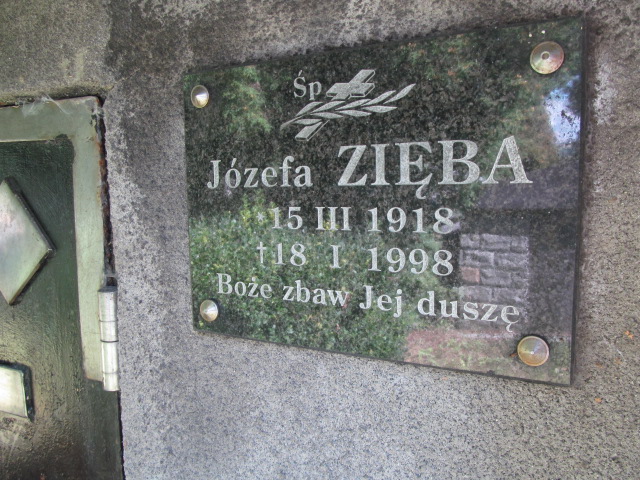 Śp
Józefa ZIĘBA
* 15 III 1918
† 18 I 1998
Boże zbaw Jej duszę